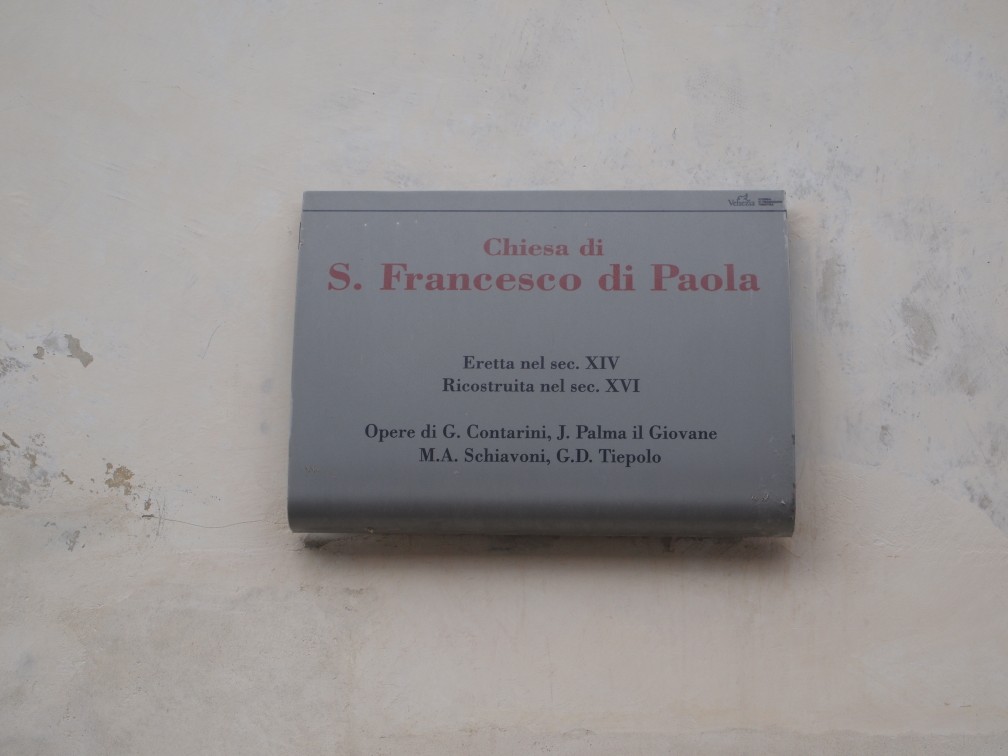 Venezia
Chiesa di
S. Francesco di Paola
Eretta nel sec. XIV
Ricostruita nel sec. XVI
Opere di G. Contarini, J. Palma il Giovane
M.A. Schiavoni, G.D. Tiepolo